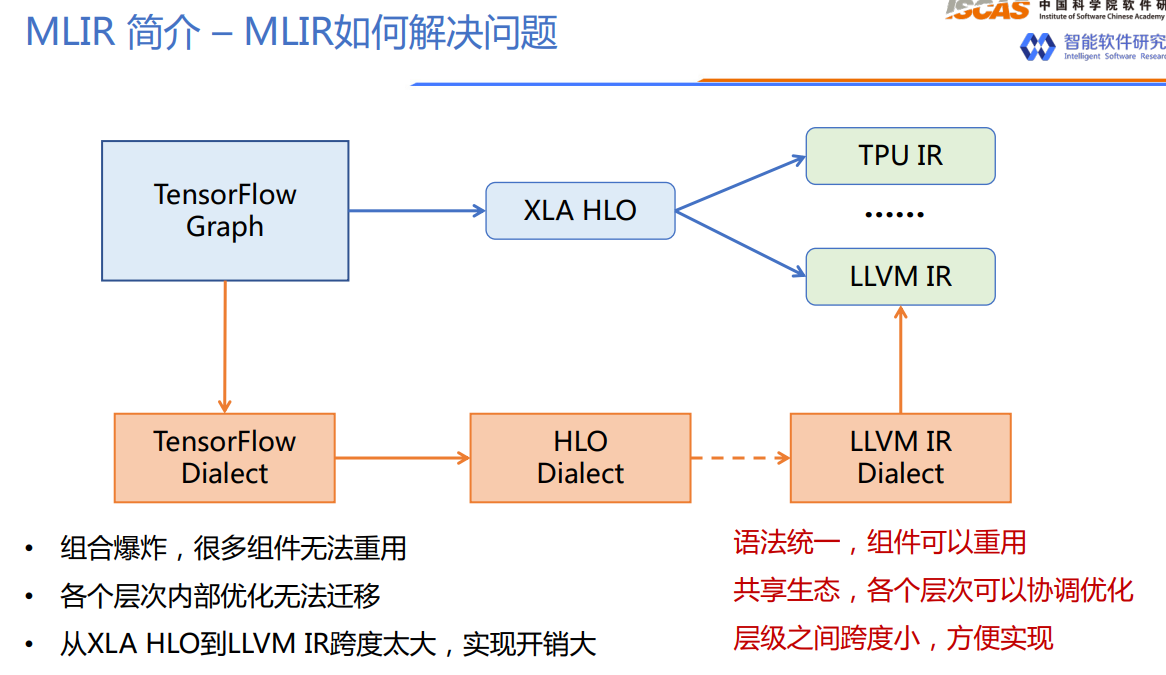 MLIR 简介 – MLIR如何解决问题
ISCAS
中国科学院软件研
Institute of Software Chinese Academy
智能软件研究
Intelligent Software Resear
TensorFlow
Graph
XLA HLO
TPU IR
......
LLVM IR
TensorFlow
Dialect
HLO
Dialect
LLVM IR
Dialect
• 组合爆炸，很多组件无法重用
• 各个层次内部优化无法迁移
• 从XLA HLO到LLVM IR跨度太大，实现开销大
语法统一，组件可以重用
共享生态，各个层次可以协调优化
层级之间跨度小，方便实现